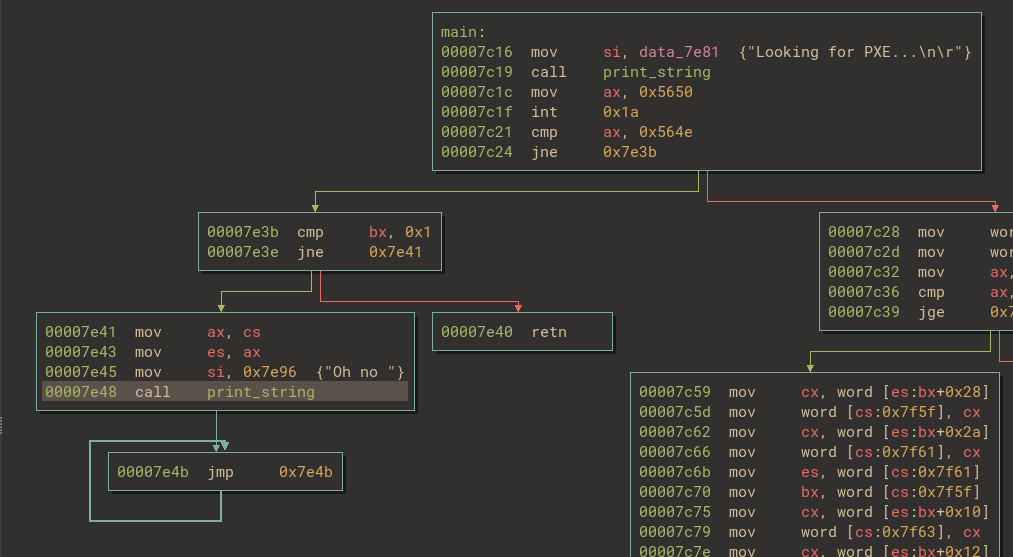 main:
00007c16 mov si, data_7e81 {"Looking for PXE...\n\r"}
00007c19 call print_string
00007c1c mov ax, 0x5650
00007c1f int 0x1a
00007c21 cmp ax, 0x564e
00007c24 jne 0x7e3b
00007e3b cmp bx, 0x1
00007e3e jne 0x7e41
00007e41 mov ax, cs
00007e43 mov es, ax
00007e45 mov si, 0x7e96 {"Oh no "}
00007e48 call print_string
00007e40 retn
00007e4b jmp 0x7e4b
00007c28 mov
00007c2d mov
00007c32 mov ax,
00007c36 cmp ax,
00007c39 jge
00007c59 mov cx, word [es:bx+0x28]
00007c5d mov word [cs:0x7f5f], cx
00007c62 mov cx, word [es:bx+0x2a]
00007c66 mov word [cs:0x7f61], cx
00007c6b mov es, word [cs:0x7f61]
00007c70 mov bx, word [cs:0x7f5f]
00007c75 mov cx, word [es:bx+0x10]
00007c79 mov word [cs:0x7f63], cx
00007c7e mov cx, word [es:bx+0x12]